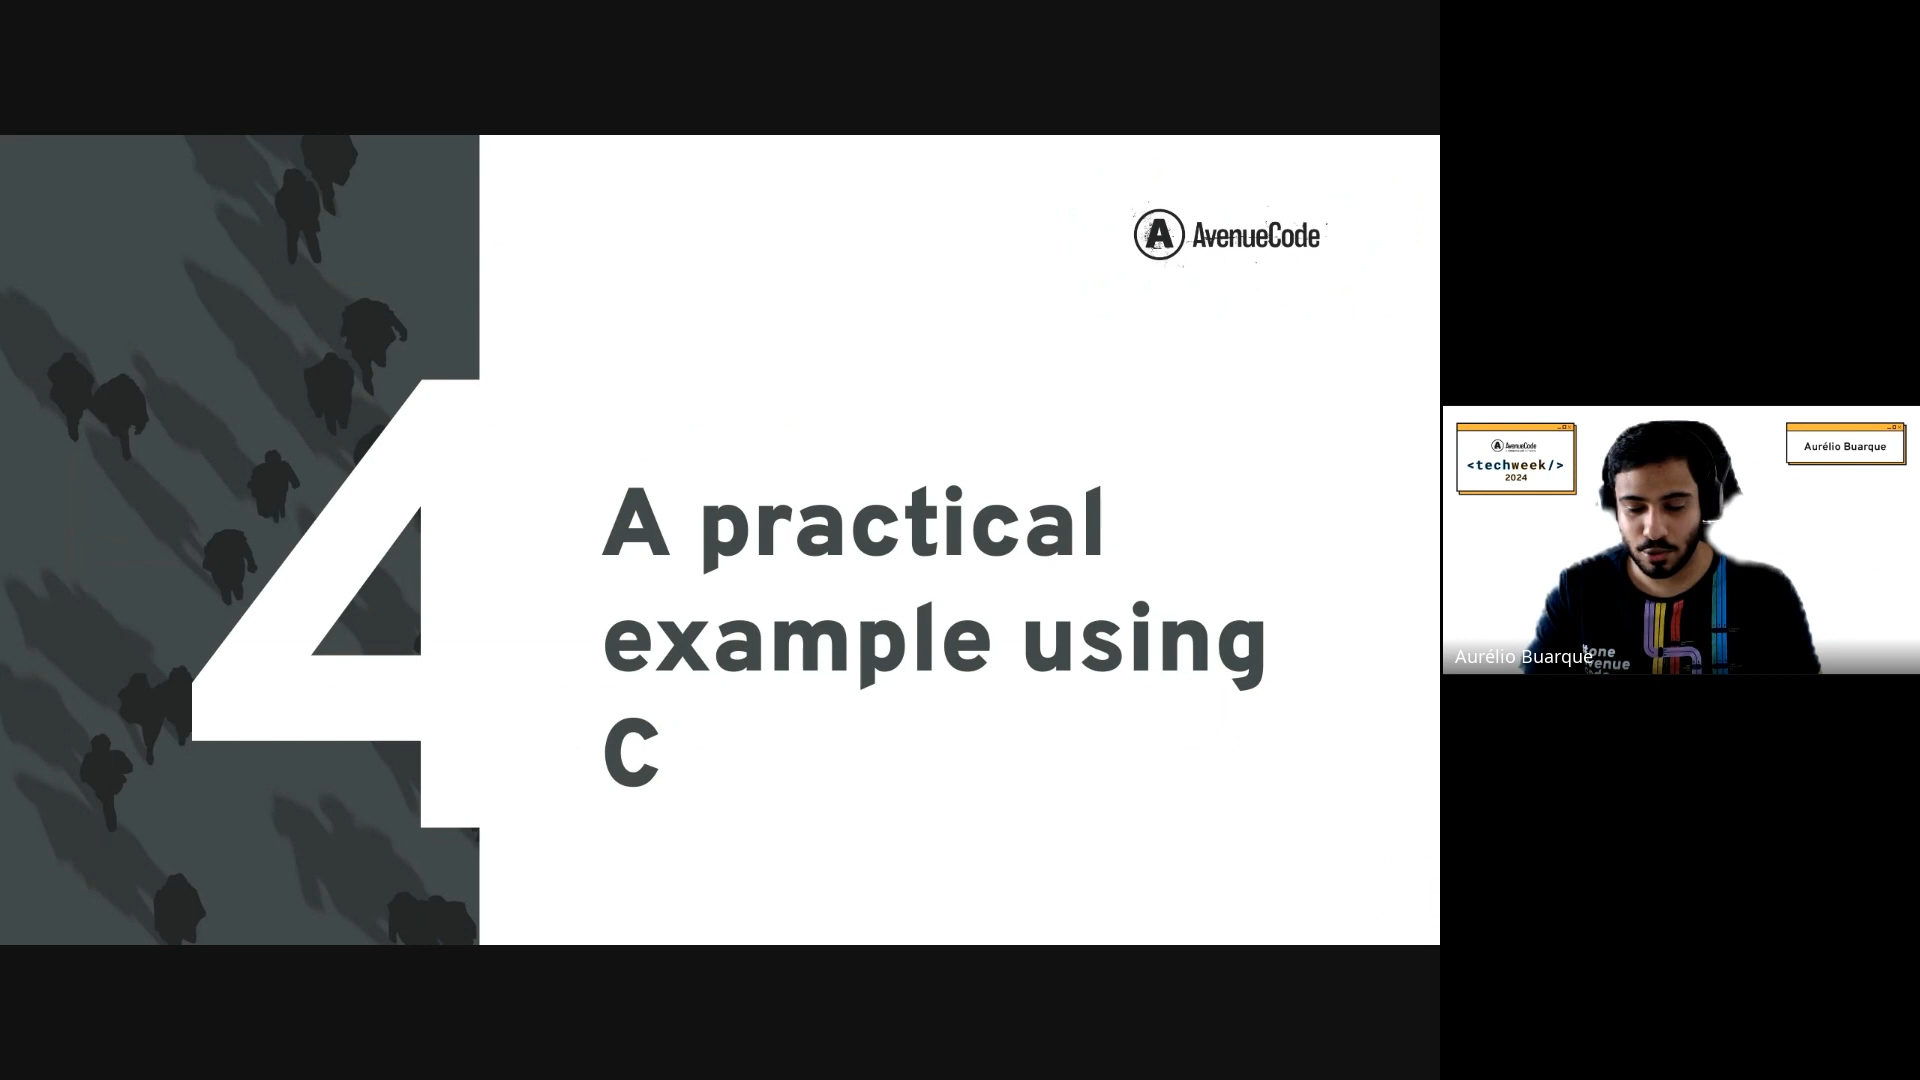 4
A AvenueCode
A practical
example using
C
A AvenueCode
<techweek/>
2024
Aurélio Buarque
Aurélio Buarque